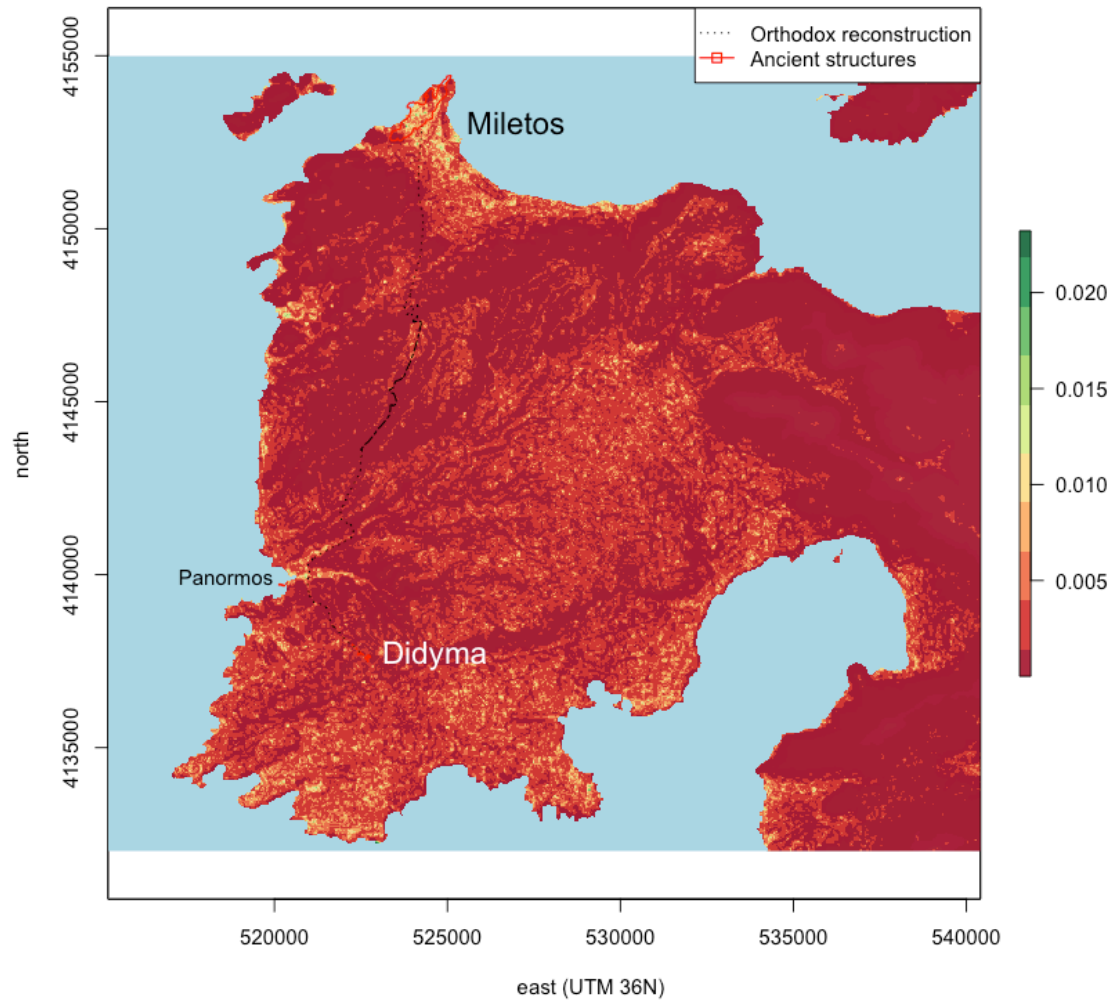 Orthodox reconstruction
Ancient structures
4155000
Miletos
4150000
0.020
4145000
0.015
north
0.010
4140000
Panormos
0.005
Didyma
4135000
520000
525000
530000
535000
540000
east (UTM 36N)